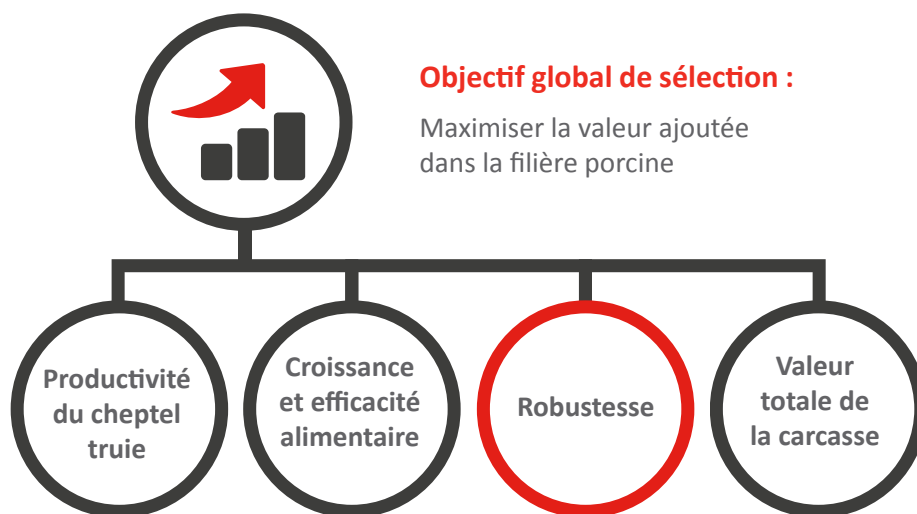 Objectif global de sélection :
Maximiser la valeur ajoutée
dans la filière porcine
Productivité
du cheptel
truie
Croissance
et efficacité
alimentaire
Robustesse
Valeur
totale de
la carcasse